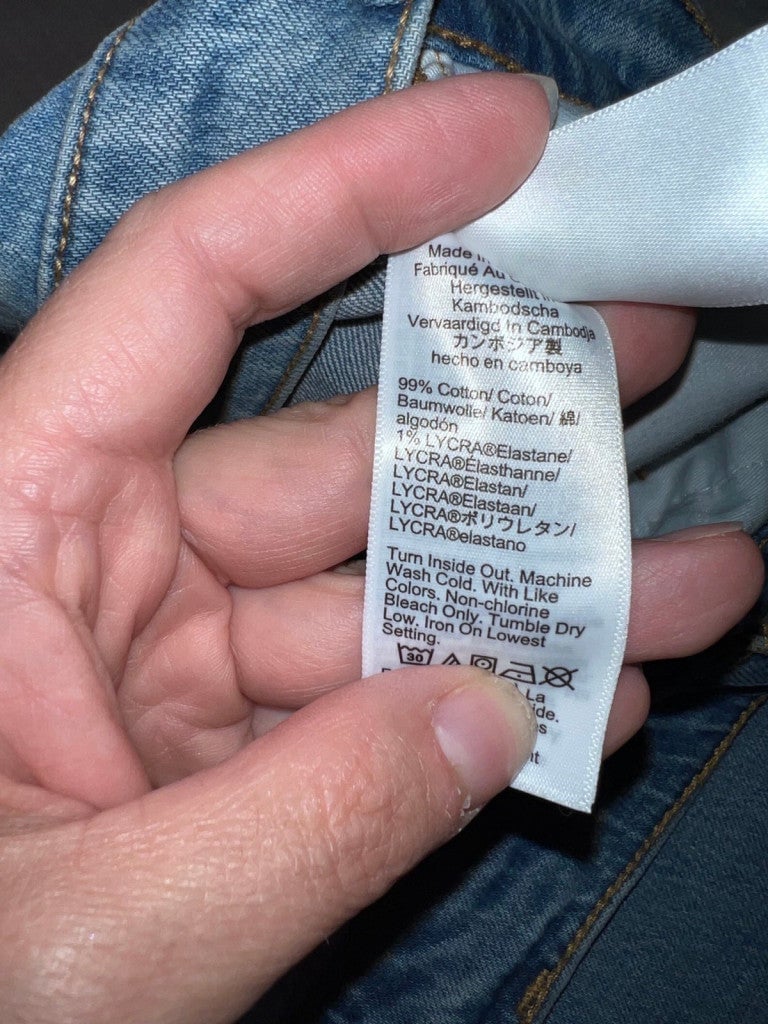 Made
Fabriqué Au
Hergestellt
Kambodscha
Vervaardigd In Cambodja
カンボジア製
hecho en camboya
99% Cotton/ Coton/
Baumwolle/ Katoen/ 綿/
algodón
1% LYCRA®Elastane/
LYCRA®Élasthanne/
LYCRA®Elastan/
LYCRA®Elastaan/
LYCRA®ポリウレタン/
LYCRA®elastano
Turn Inside Out. Machine
Wash Cold. With Like
Colors. Non-chlorine
Bleach Only. Tumble Dry
Low. Iron On Lowest
Setting.
30
La